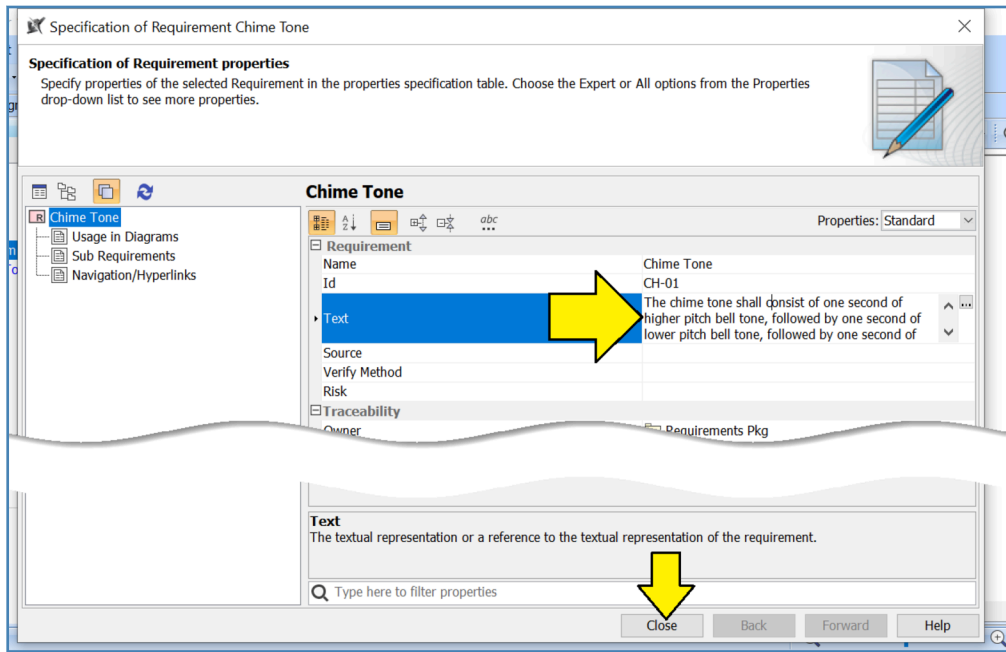 Specification of Requirement Chime Tone
Specification of Requirement properties
Specify properties of the selected Requirement in the properties specification table. Choose the Expert or All options from the Properties
drop-down list to see more properties.
Chime Tone
Usage in Diagrams
Sub Requirements
Navigation/Hyperlinks
Chime Tone
Properties: Standard
Requirement
Name Chime Tone
Id CH-01
Text
The chime tone shall consist of one second of
higher pitch bell tone, followed by one second of
lower pitch bell tone, followed by one second of
Source
Verify Method
Risk
Traceability
Owner Requirements Pkg
Text
The textual representation or a reference to the textual representation of the requirement.
Type here to filter properties
Close Back Forward Help